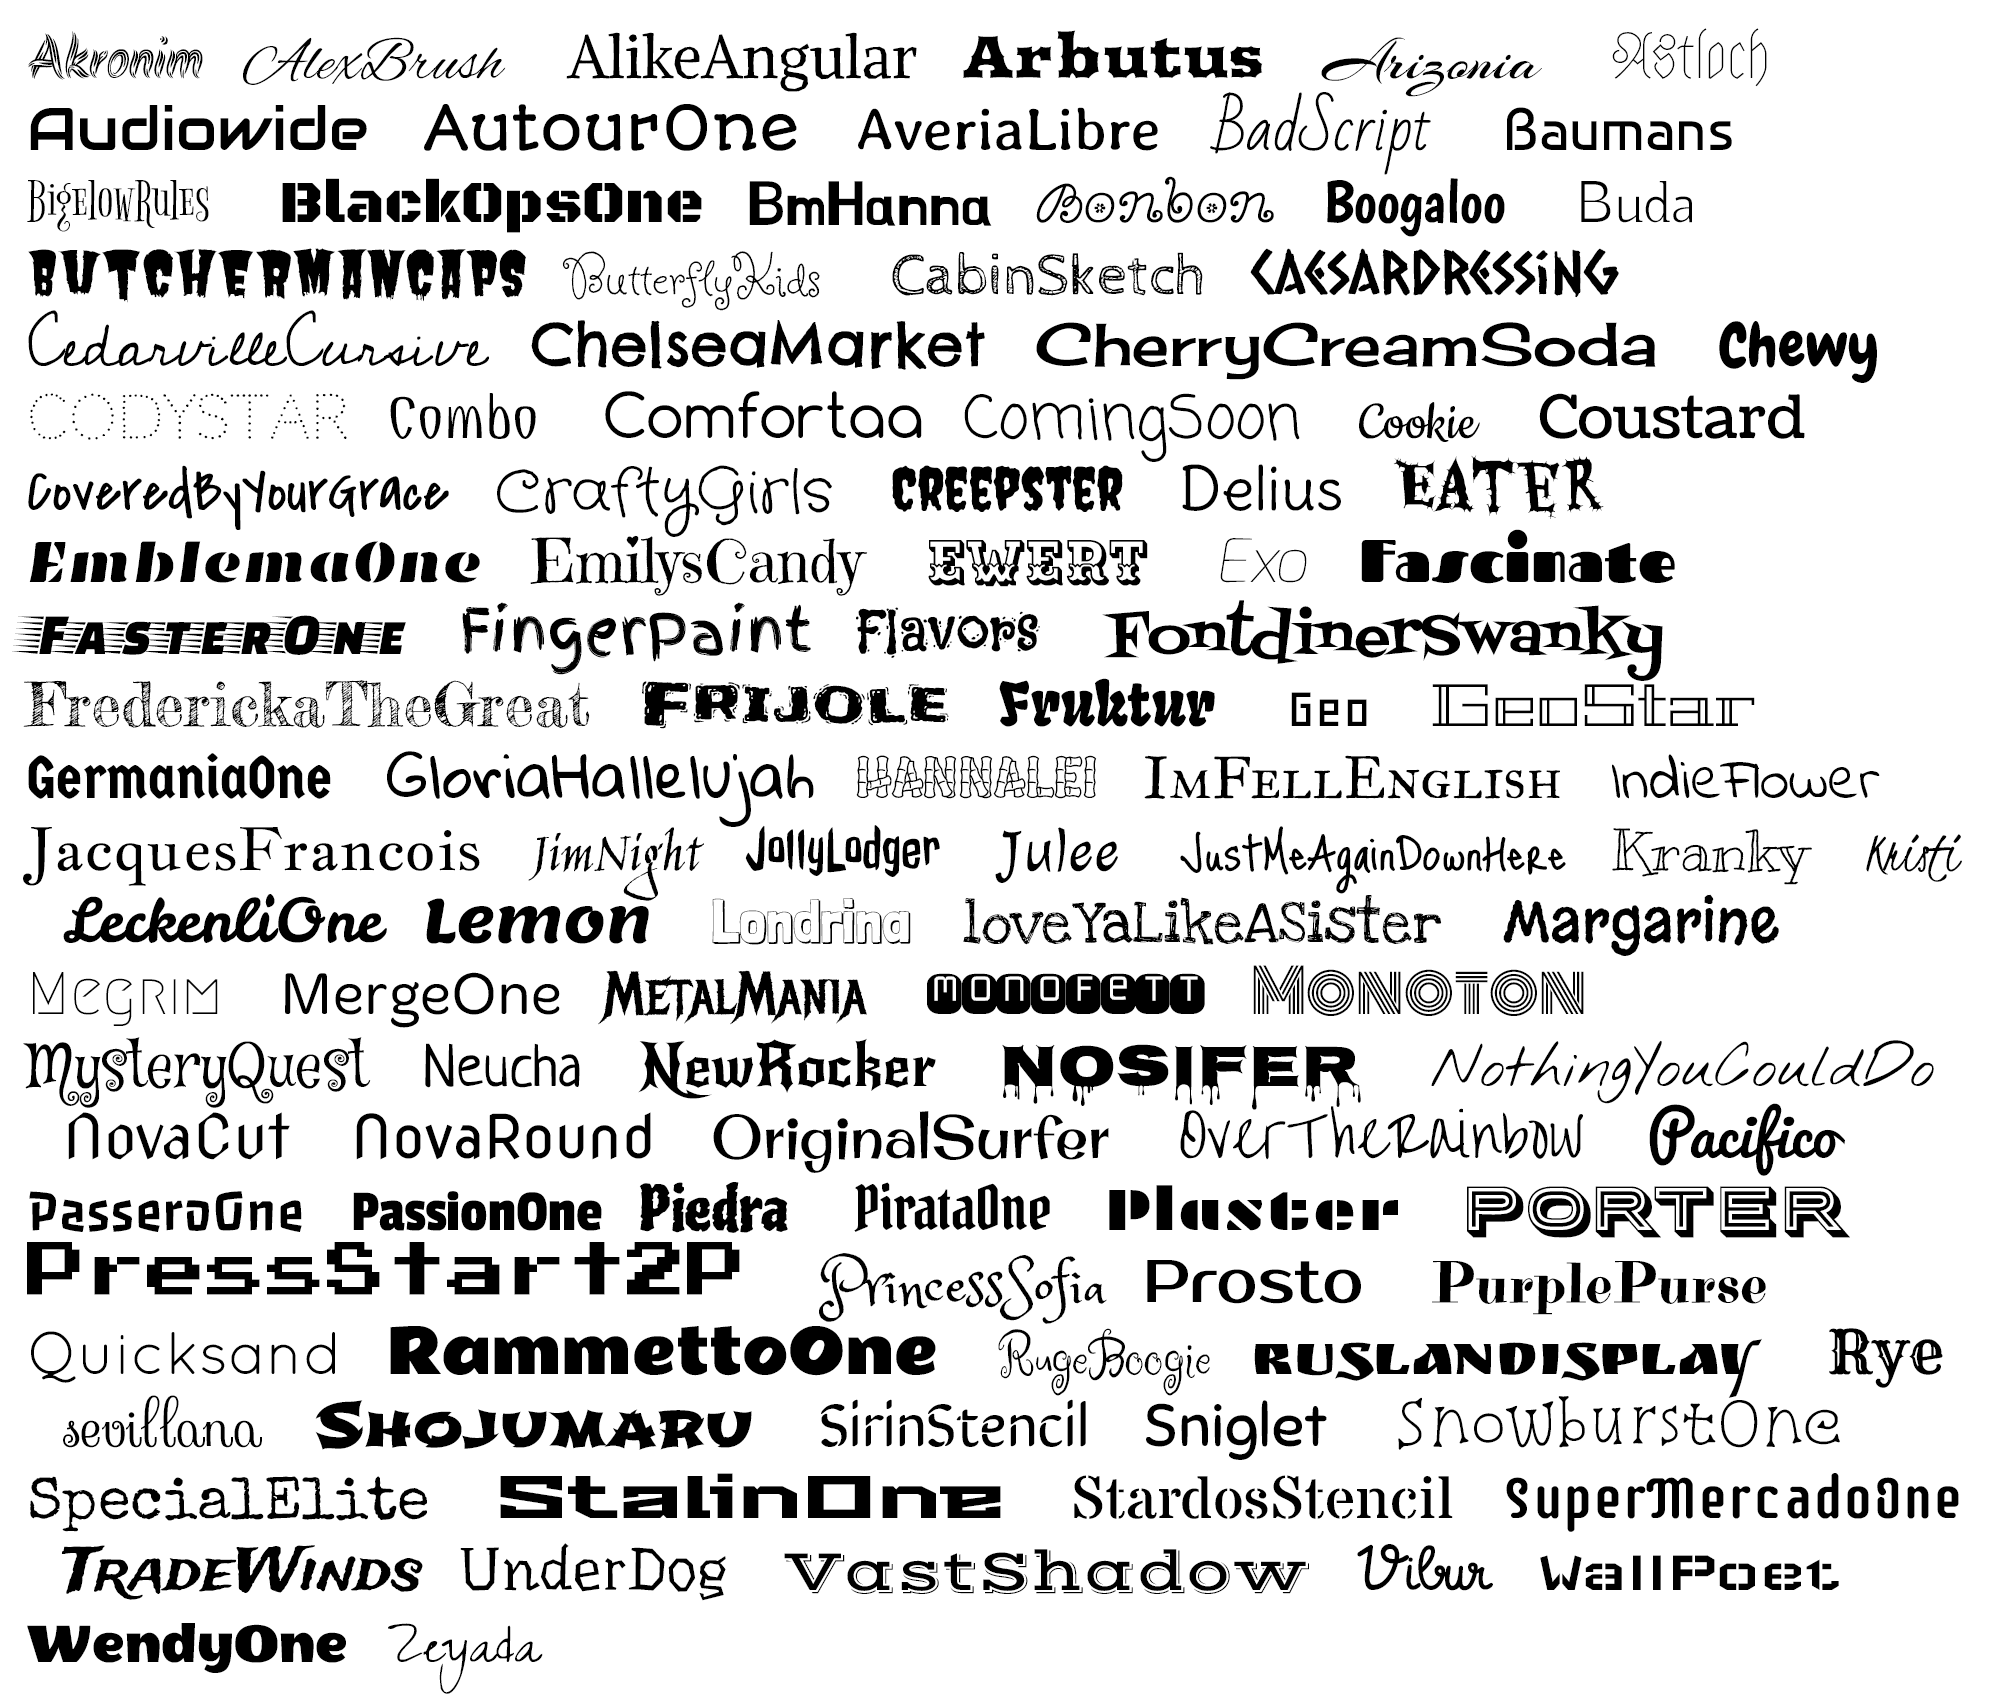 Akronim AlexBrush AlikeAngular Arbutus Arizonia Astloch
Audiowide AutourOne AveriaLibre BadScript Baumans
BigelowRules BlackOpsOne BmHanna Bonbon Boogaloo Buda
BUTCHERMANCAPS ButterflyKids CabinSketch CAESARDRESSiNG
CedarvilleCursive ChelseaMarket CherryCreamSoda Chewy
CODYSTAR Combo Comfortaa ComingSoon Cookie Coustard
CoveredByYourGrace CraftyGirls CREEPSTER Delius EATER
EmblemaOne EmilysCandy EWERT Exo Fascinate
FASTERONE FingerPaint Flavors FontdinerSwanky
FrederickaTheGreat FRIJOLE Fruktur Geo GeoStar
GermaniaOne GloriaHallelujah HANNALEI IMFELLENGLISH IndieFlower
JacquesFrancois JimNight JollyLodger Julee JustMeAgainDownHere Kranky Kristi
LeckenliOne Lemon Londrina loveYaLikeASister Margarine
MEGRIM MergeOne METALMANIA MONOFETT MONOTON
MysteryQuest Neucha NewRocker NOSIFER NothingYouCouldDo
NovaCut NovaRound OriginalSurfer OverTheRainbow Pacifico
PasseroOne PassionOne Piedra PirataOne Plaster PORTER
PressStart2P PrincessSofia Prosto PurplePurse
Quicksand RammettoOne RugeBoogie RUSLANDISPLAY Rye
sevillana SHOJUMARU SirinStencil Sniglet SnowburstOne
SpecialElite StalinOne StardosStencil SuperMercadoOne
TRADEWINDS UnderDog VastShadow Vibur WallPoet
WendyOne Zeyada